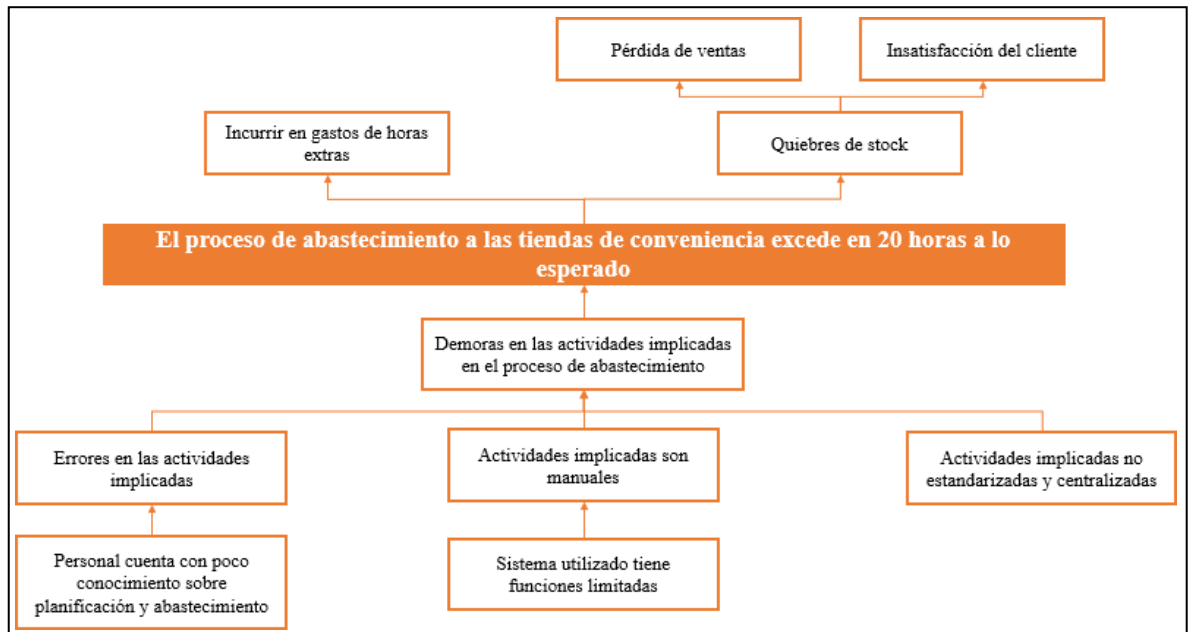 Pérdida de ventas
Insatisfacción del cliente
Incurrir en gastos de horas
extras
Quiebres de stock
El proceso de abastecimiento a las tiendas de conveniencia excede en 20 horas a lo
esperado
Demoras en las actividades implicadas
en el proceso de abastecimiento
Errores en las actividades
implicadas
Actividades implicadas son
manuales
Actividades implicadas no
estandarizadas y centralizadas
Personal cuenta con poco
conocimiento sobre
planificación y abastecimiento
Sistema utilizado tiene
funciones limitadas